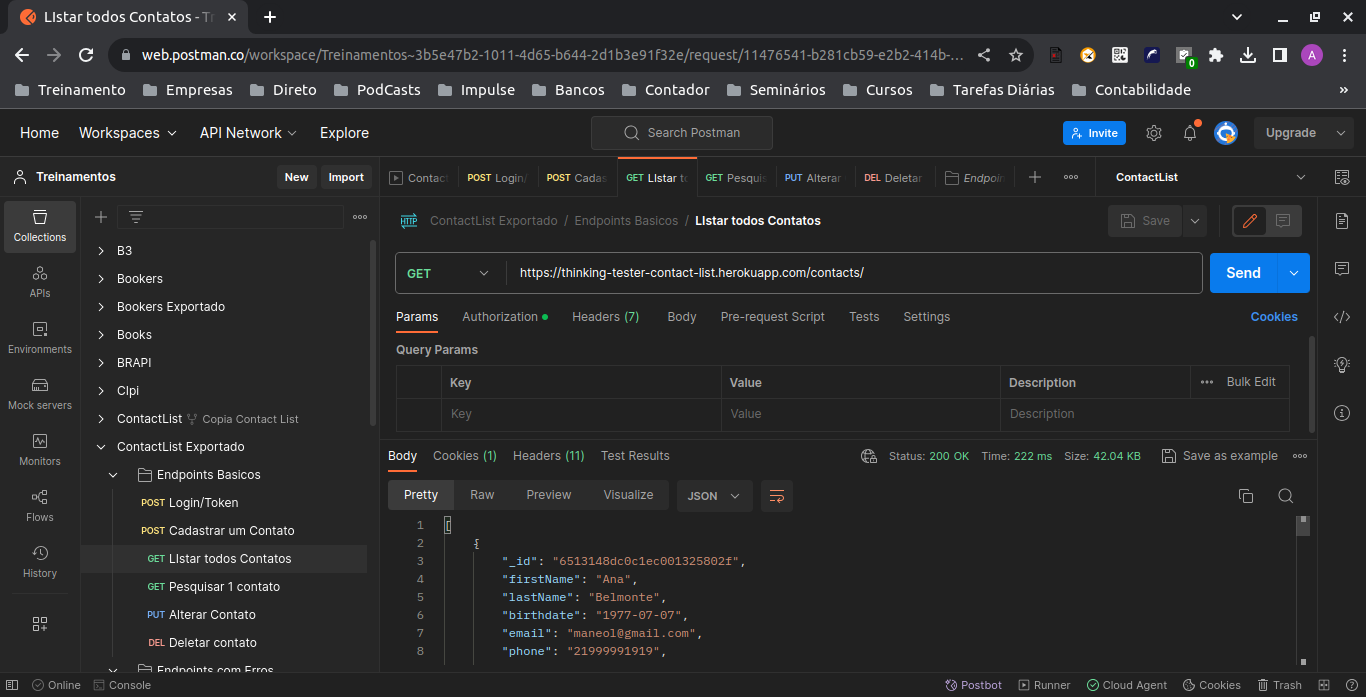 LIstar todos Contatos - Tr
web.postman.co/workspace/Treinamentos~3b5e47b2-1011-4d65-b644-2d1b3e91f32e/request/11476541-b281cb59-e2b2-414b-...
0
A
Treinamento Empresas Direto PodCasts Impulse Bancos Contador Seminários Cursos Tarefas Diárias Contabilidade »
Home Workspaces API Network Explore Search Postman Invite Upgrade
Treinamentos New Import
Contac POST Login/ POST Cadas GET LIstar to GET Pesquis PUT Alterar DEL Deletar Endpoin ContactList
Collections
APIs
Environments
Mock servers
Monitors
Flows
History
B3
Bookers
Bookers Exportado
Books
BRAPI
Clpi
ContactList Copia Contact List
ContactList Exportado
Endpoints Basicos
POST Login/Token
POST Cadastrar um Contato
GET LIstar todos Contatos
GET Pesquisar 1 contato
PUT Alterar Contato
DEL Deletar contato
Endpoints com Erros
HTTP ContactList Exportado / Endpoints Basicos / LIstar todos Contatos Save
GET https://thinking-tester-contact-list.herokuapp.com/contacts/ Send
Params Authorization Headers (7) Body Pre-request Script Tests Settings Cookies
Query Params
Key Value Description Bulk Edit
Key Value Description
Body Cookies (1) Headers (11) Test Results Status: 200 OK Time: 222 ms Size: 42.04 KB Save as example
Pretty Raw Preview Visualize JSON
1 [
2 {
3 "_id": "6513148dc0c1ec001325802f",
4 "firstName": "Ana",
5 "lastName": "Belmonte",
6 "birthdate": "1977-07-07",
7 "email": "maneol@gmail.com",
8 "phone": "21999991919",
Online Console Postbot Runner Cloud Agent Cookies Trash